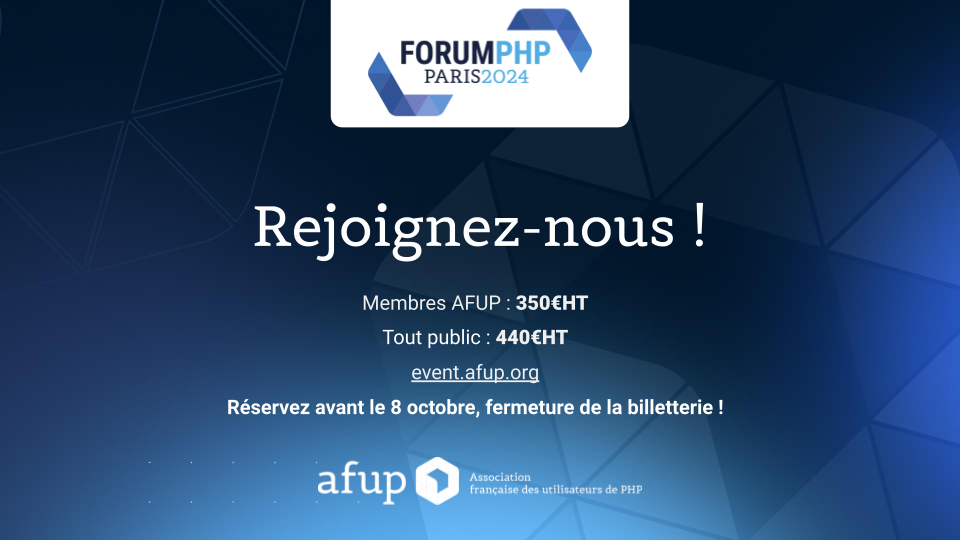 FORUMPHP
PARIS2024
Rejoignez-nous !
Membres AFUP : 350€HT
Tout public : 440€HT
event.afup.org
Réservez avant le 8 octobre, fermeture de la billetterie !
afup
Association
française des utilisateurs de PHP